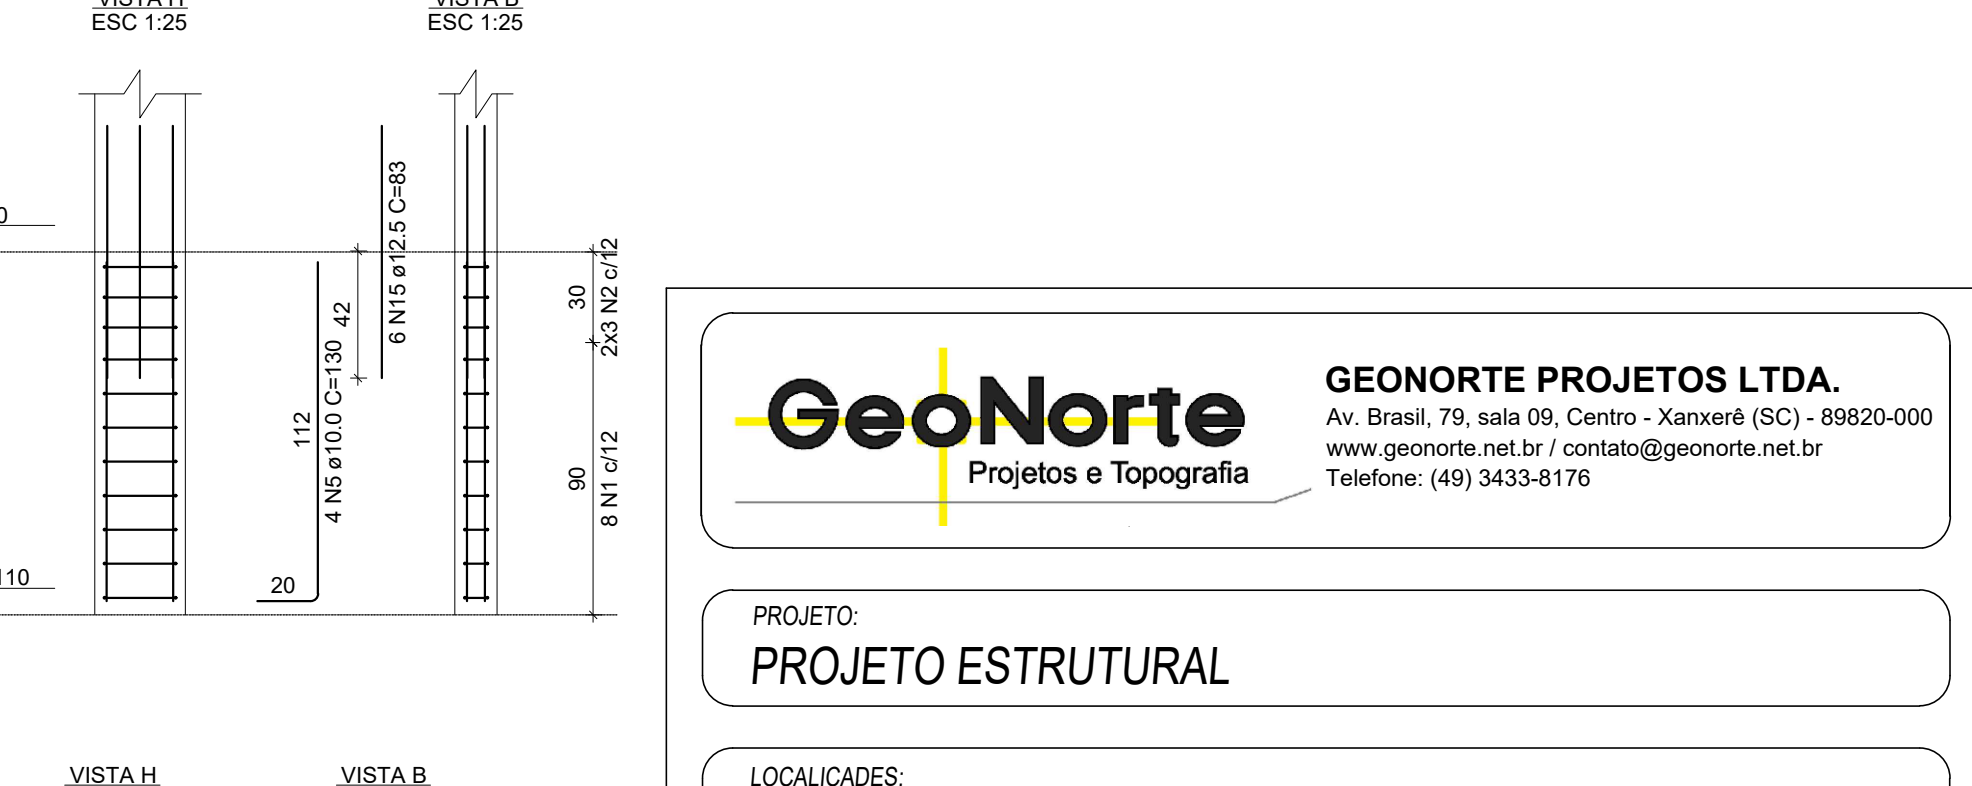 VISTA H
ESC 1:25
VISTA B
ESC 1:25
6 N15 ø12.5 C=83
42
112
4 N5 ø10.0 C=130
20
30
2x3 N2 c/12
90
8 N1 c/12
0
110
VISTA H
VISTA B
GeoNorte
Projetos e Topografia
GEONORTE PROJETOS LTDA.
Av. Brasil, 79, sala 09, Centro - Xanxerê (SC) - 89820-000
www.geonorte.net.br / contato@geonorte.net.br
Telefone: (49) 3433-8176
PROJETO:
PROJETO ESTRUTURAL
LOCALICADES: